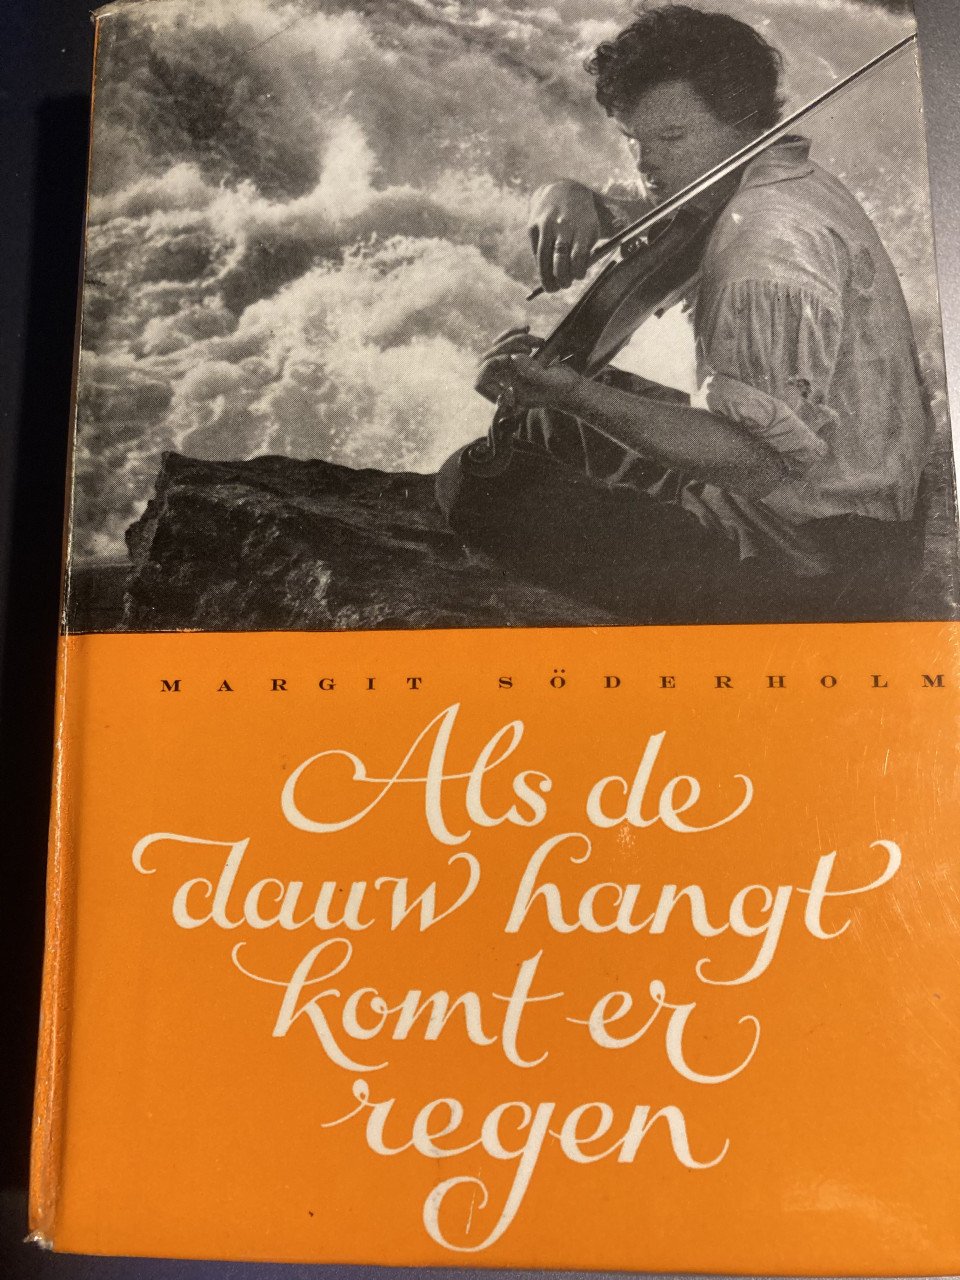 MARGIT SÖDERHOLM
Als de
dauw hangt
komt er
regen